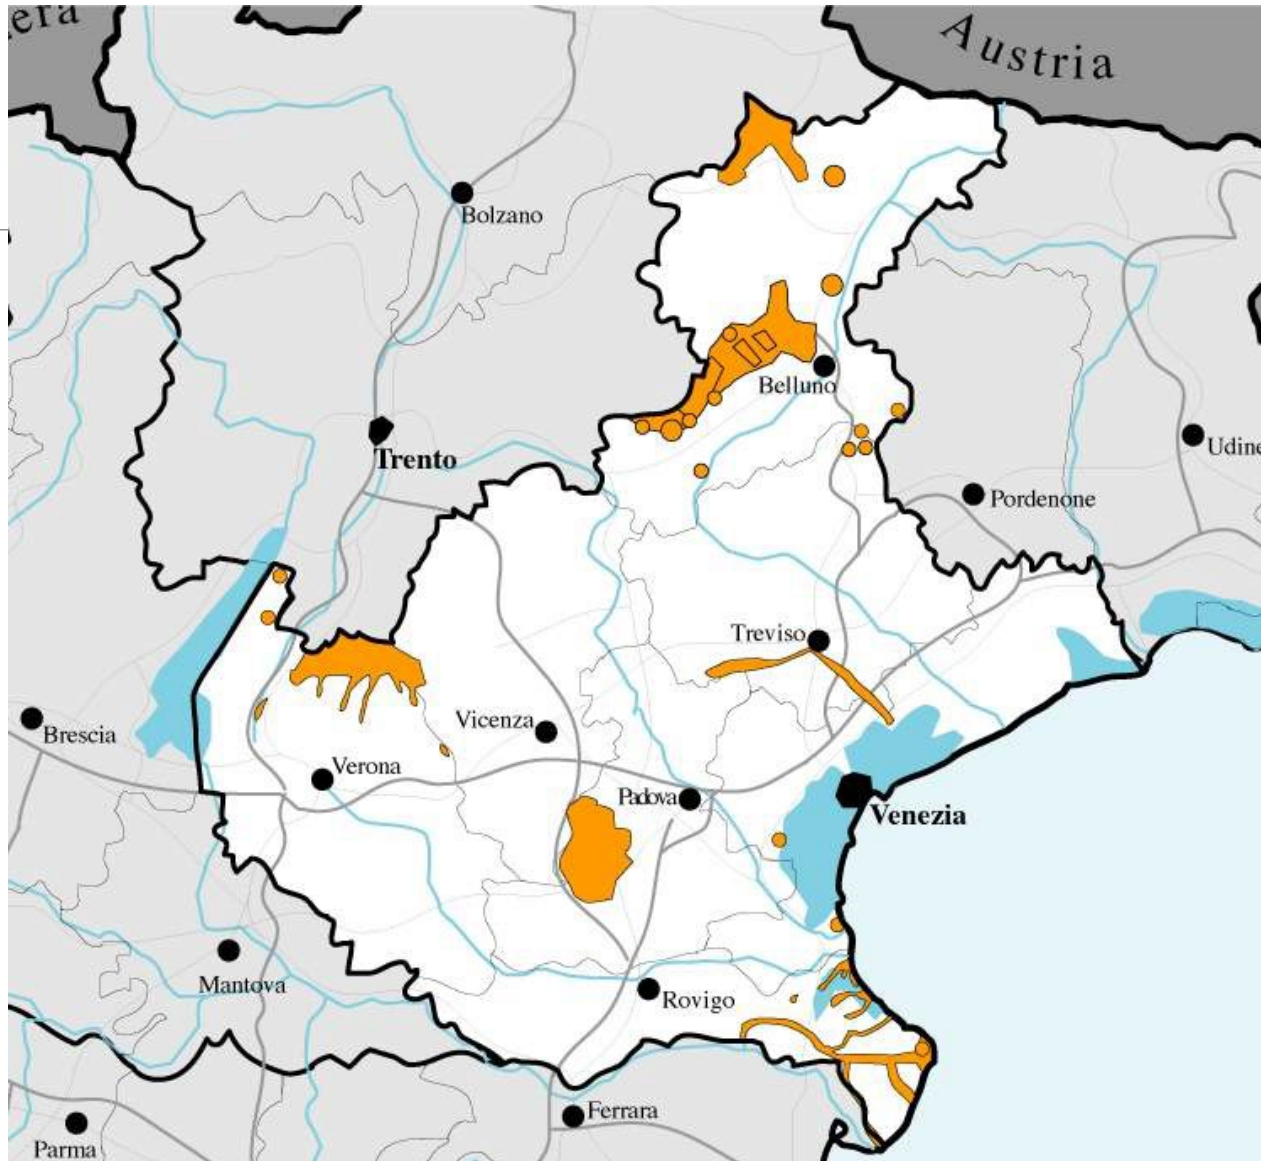 Austria
Bolzano
Belluno
Trento
Udine
Pordenone
Treviso
Vicenza
Brescia
Verona
Padova
Venezia
Mantova
Rovigo
Ferrara
Parma